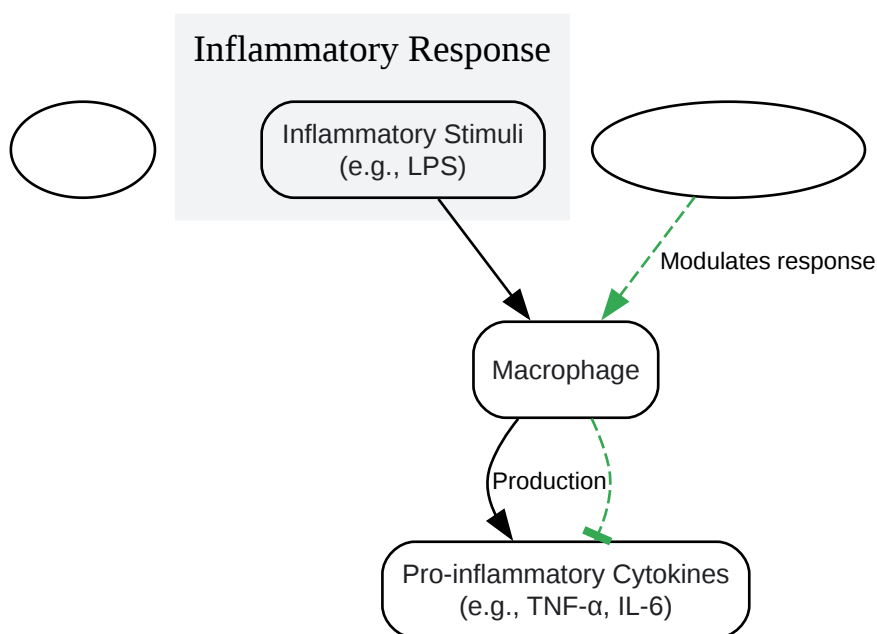 Inflammatory Response
Inflammatory Stimuli
(e.g., LPS)
Modulates response
Macrophage
Production
Pro-inflammatory Cytokines
(e.g., TNF-α, IL-6)